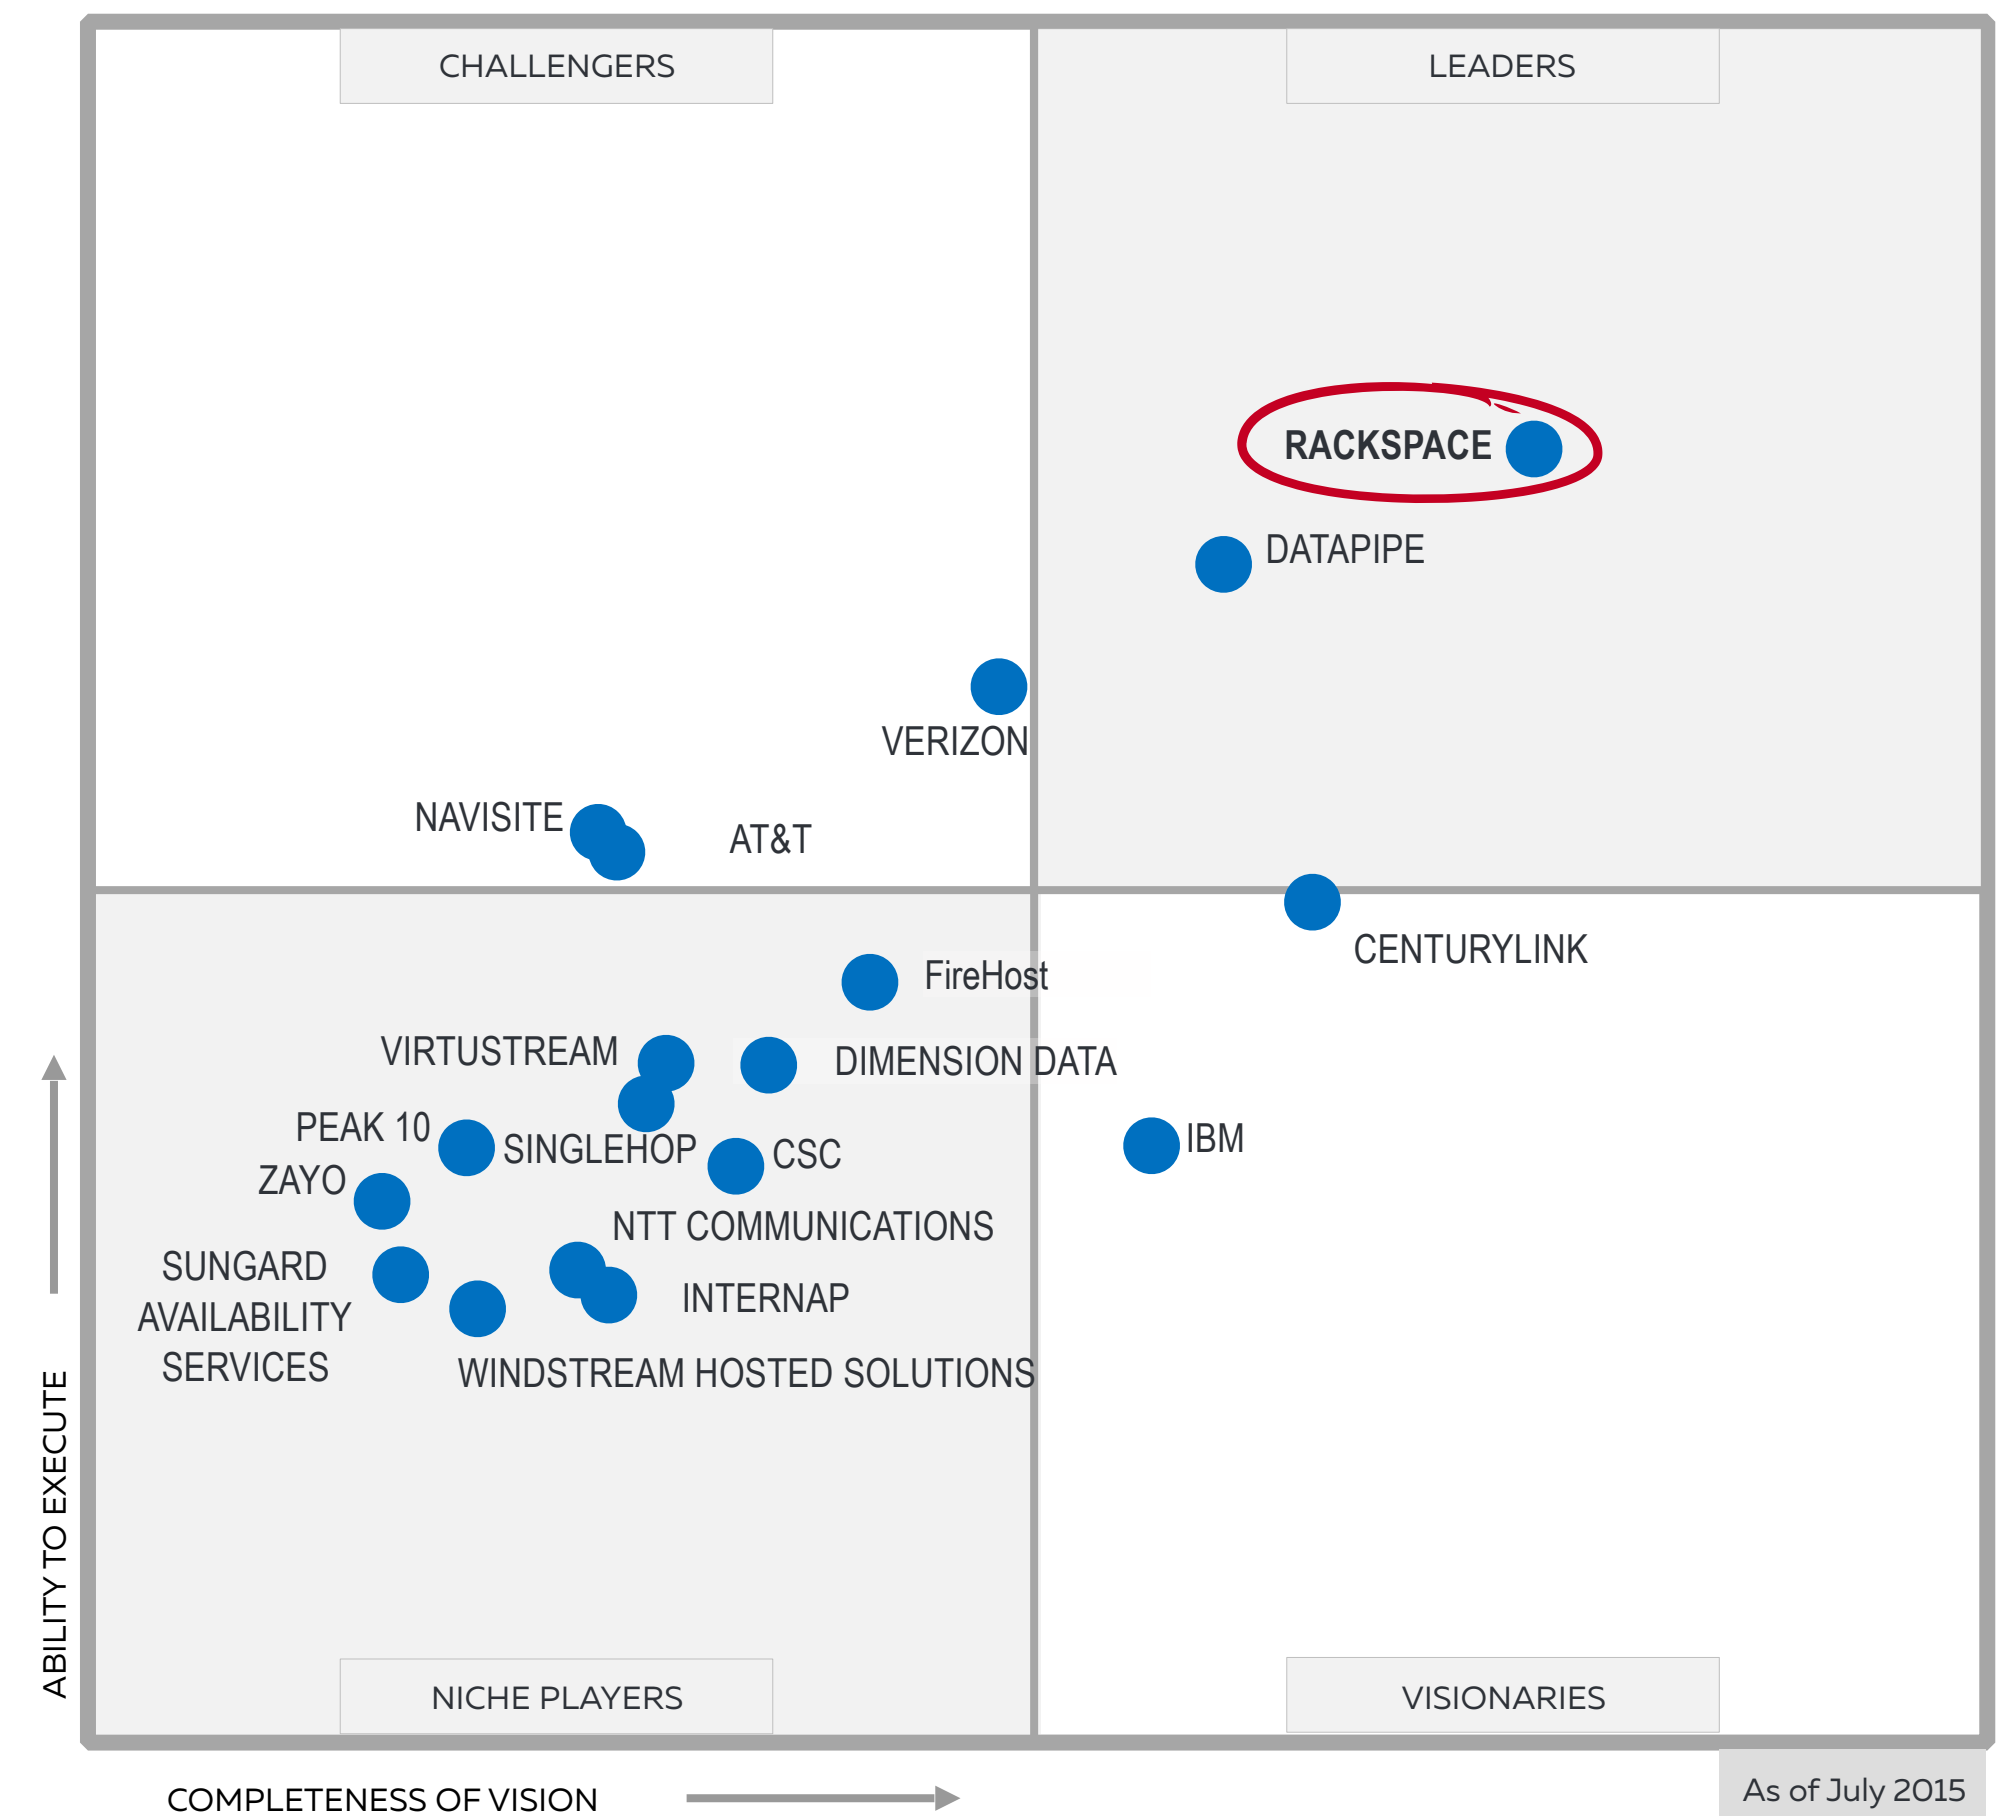 CHALLENGERS
LEADERS
RACKSPACE
DATAPIPE
VERIZON
NAVISITE
AT&T
CENTURYLINK
FireHost
VIRTUSTREAM
DIMENSION DATA
PEAK 10
SINGLEHOP
CSC
IBM
ZAYO
NTT COMMUNICATIONS
SUNGARD
AVAILABILITY
SERVICES
INTERNAP
WINDSTREAM HOSTED SOLUTIONS
ABILITY TO EXECUTE
NICHE PLAYERS
VISIONARIES
COMPLETENESS OF VISION
As of July 2015